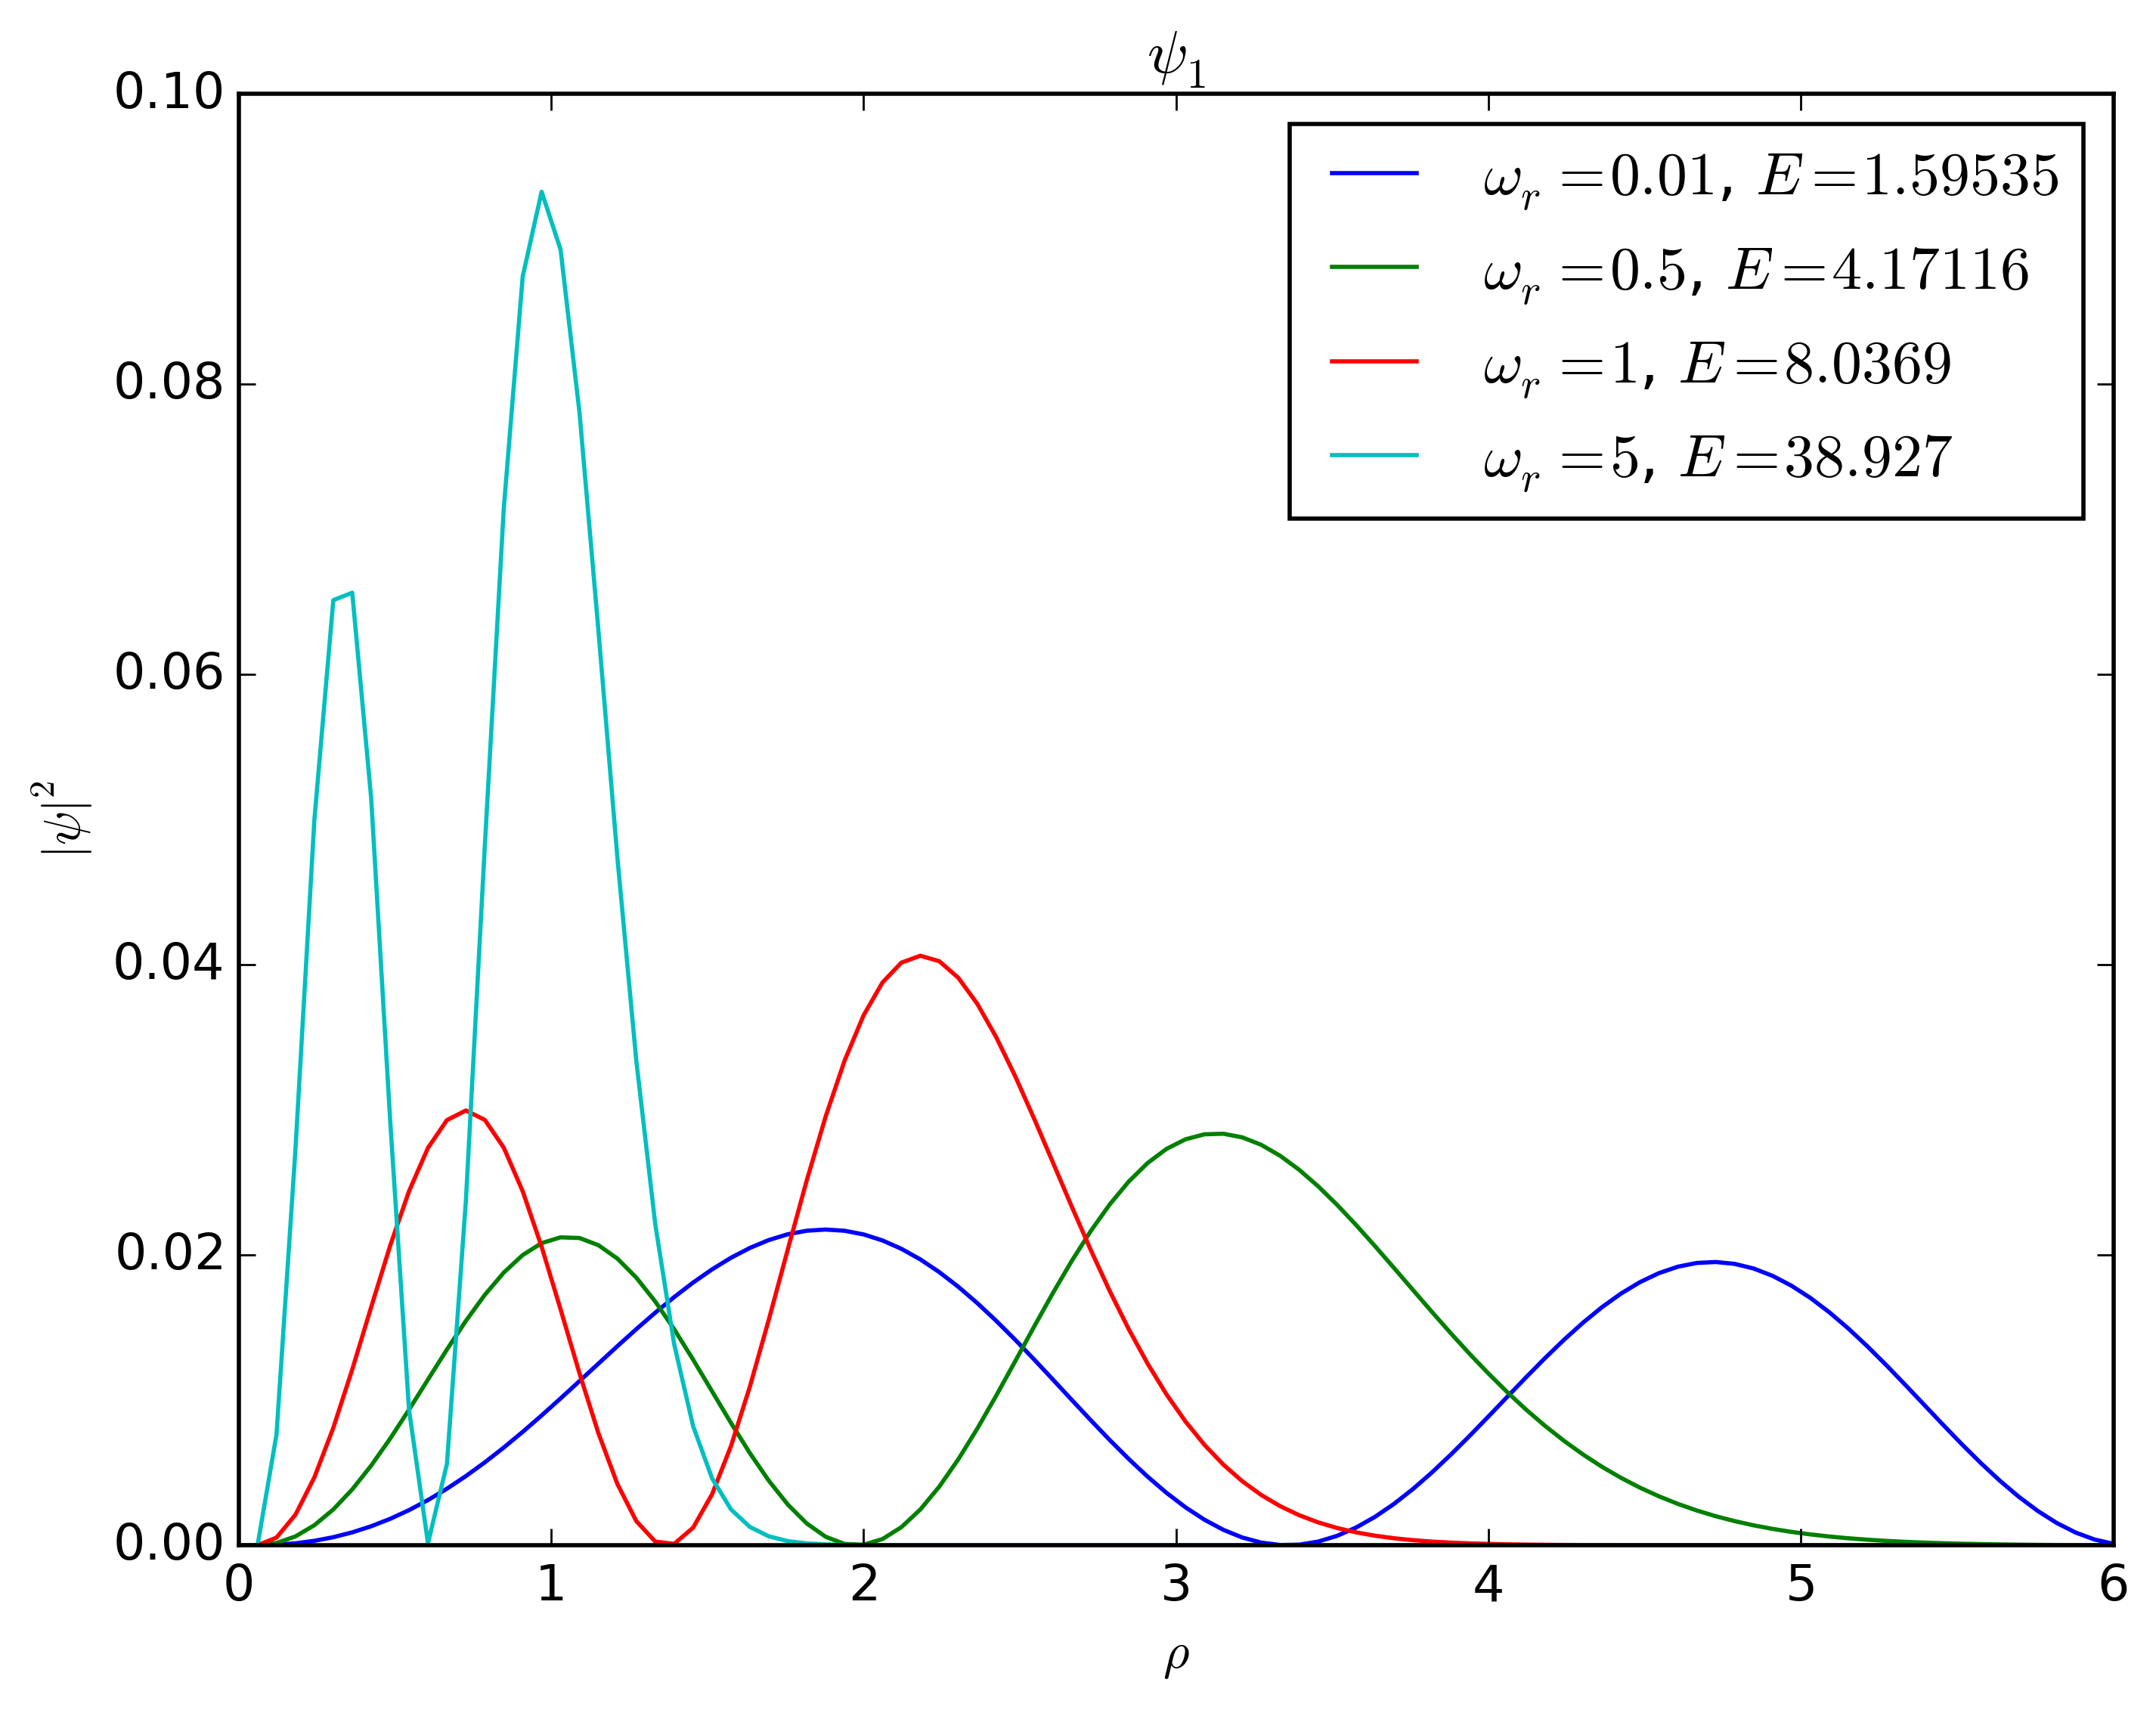 ψ₁
0.10
0.08
0.06
0.04
0.02
0.00
|ψ|²
ωᵣ =0.01, E=1.59535
ωᵣ =0.5, E=4.17116
ωᵣ =1, E=8.0369
ωᵣ =5, E=38.927
0 1 2 3 4 5 6
ρ